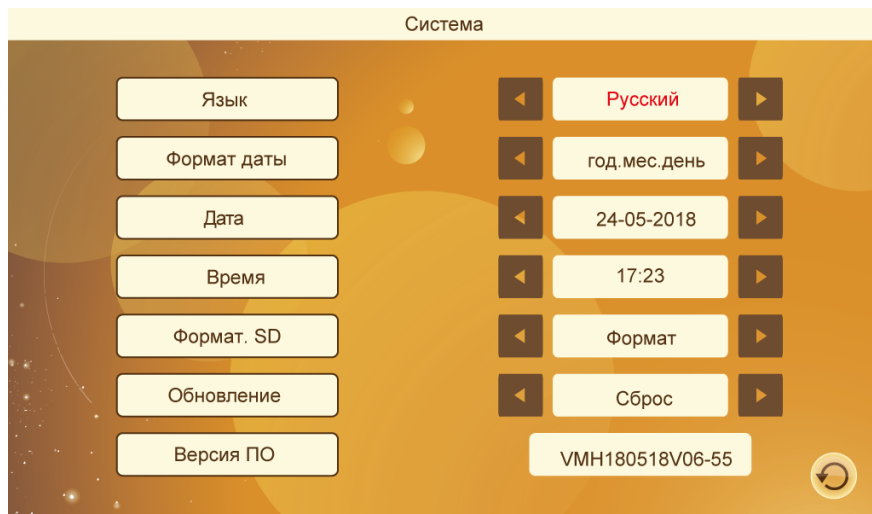 Система
Язык
Русский
Формат даты
год.мес.день
Дата
24-05-2018
Время
17:23
Формат. SD
Формат
Обновление
Сброс
Версия ПО
VMH180518V06-55